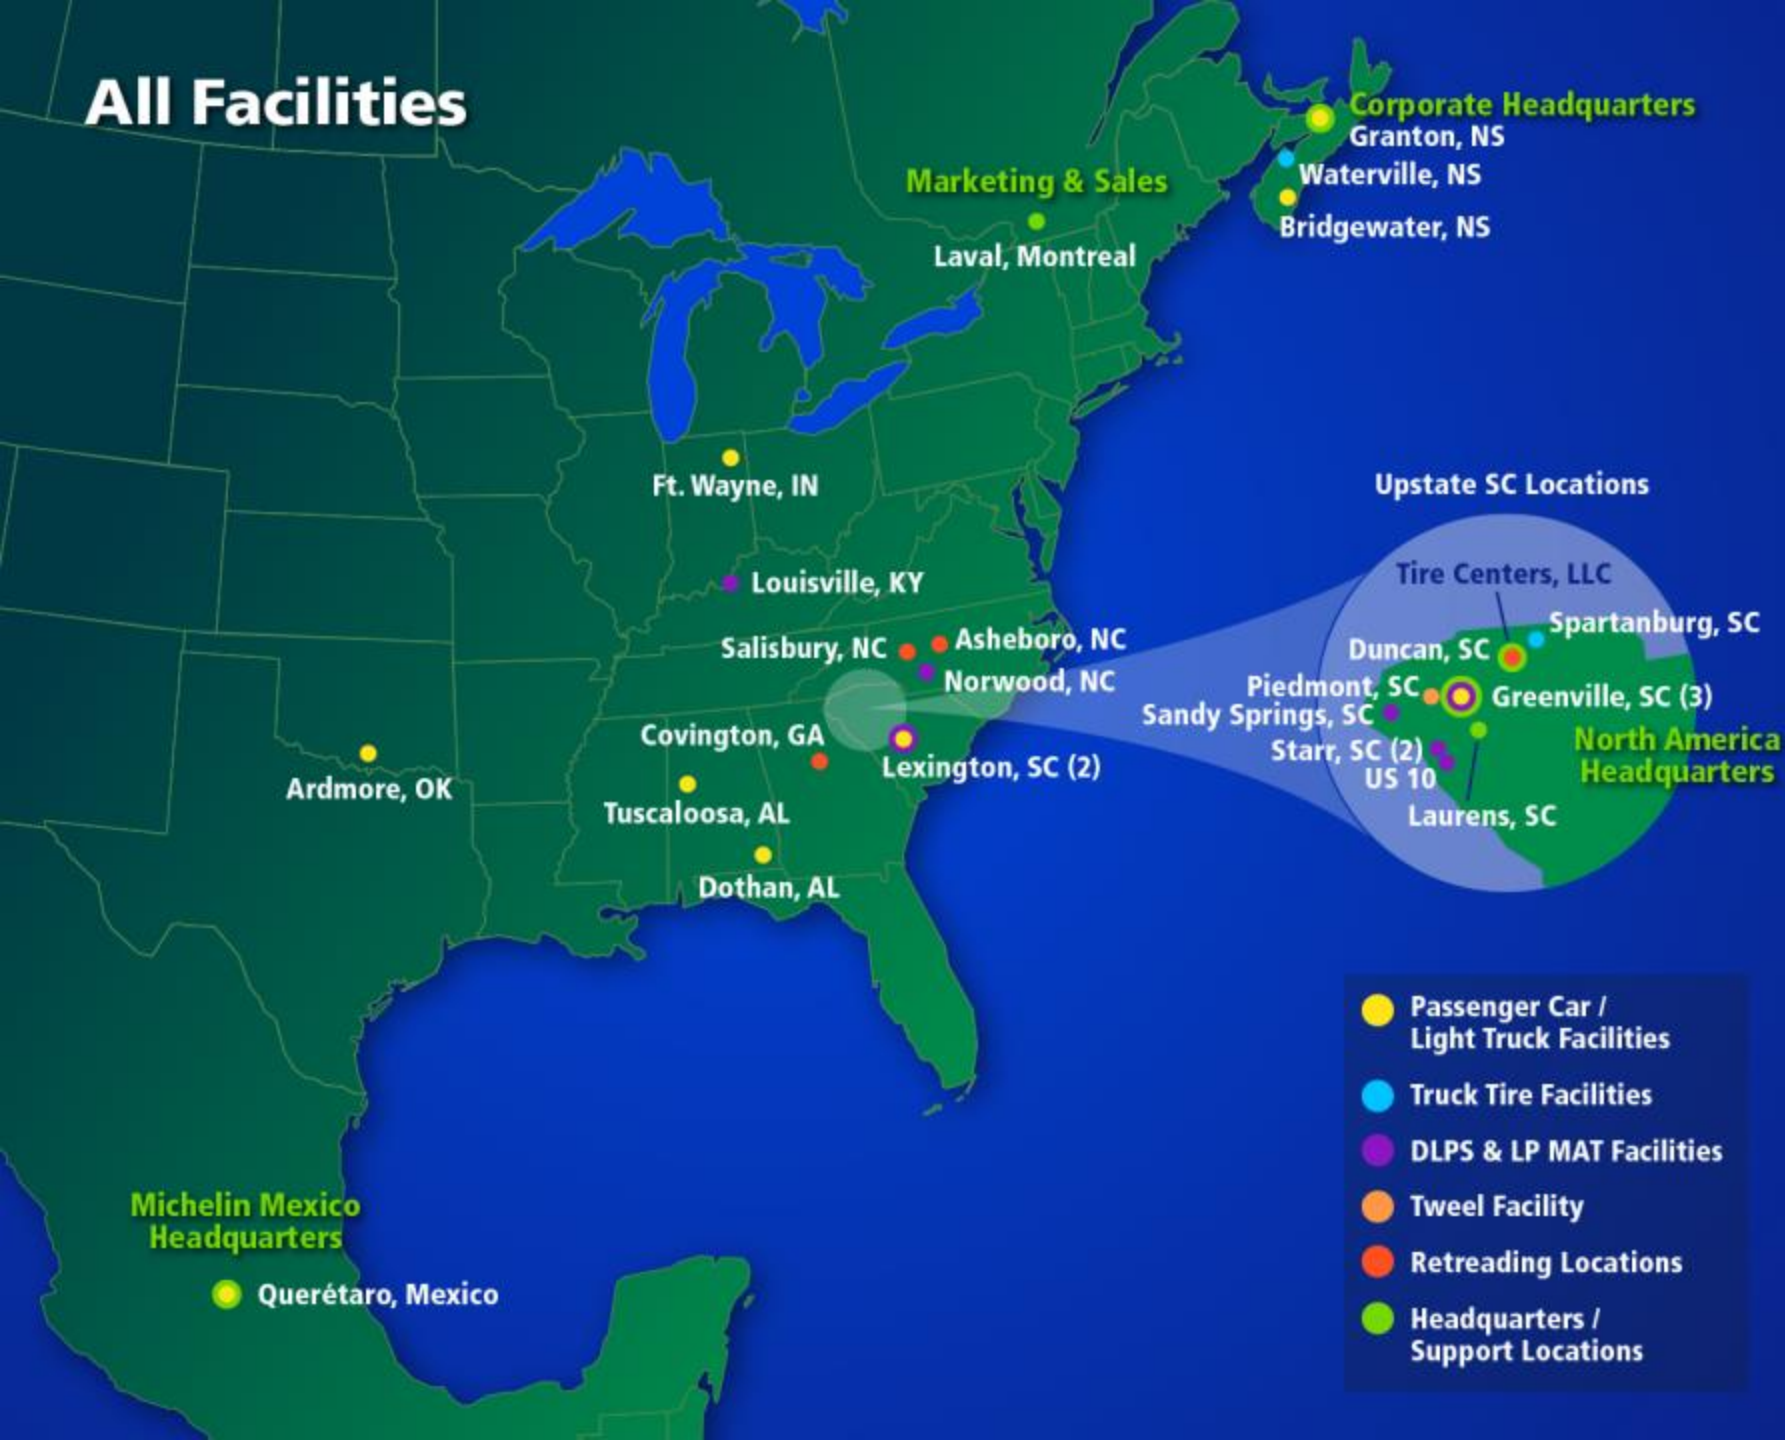 All Facilities
Corporate Headquarters
Granton, NS
Waterville, NS
Bridgewater, NS
Marketing & Sales
Laval, Montreal
Ft. Wayne, IN
Louisville, KY
Salisbury, NC
Asheboro, NC
Norwood, NC
Covington, GA
Lexington, SC (2)
Ardmore, OK
Tuscaloosa, AL
Dothan, AL
Upstate SC Locations
Tire Centers, LLC
Spartanburg, SC
Duncan, SC
Piedmont, SC
Greenville, SC (3)
Sandy Springs, SC
North America
Headquarters
Starr, SC (2)
US 10
Laurens, SC
Michelin Mexico
Headquarters
Querétaro, Mexico
Passenger Car /
Light Truck Facilities
Truck Tire Facilities
DLPS & LP MAT Facilities
Tweel Facility
Retreading Locations
Headquarters /
Support Locations